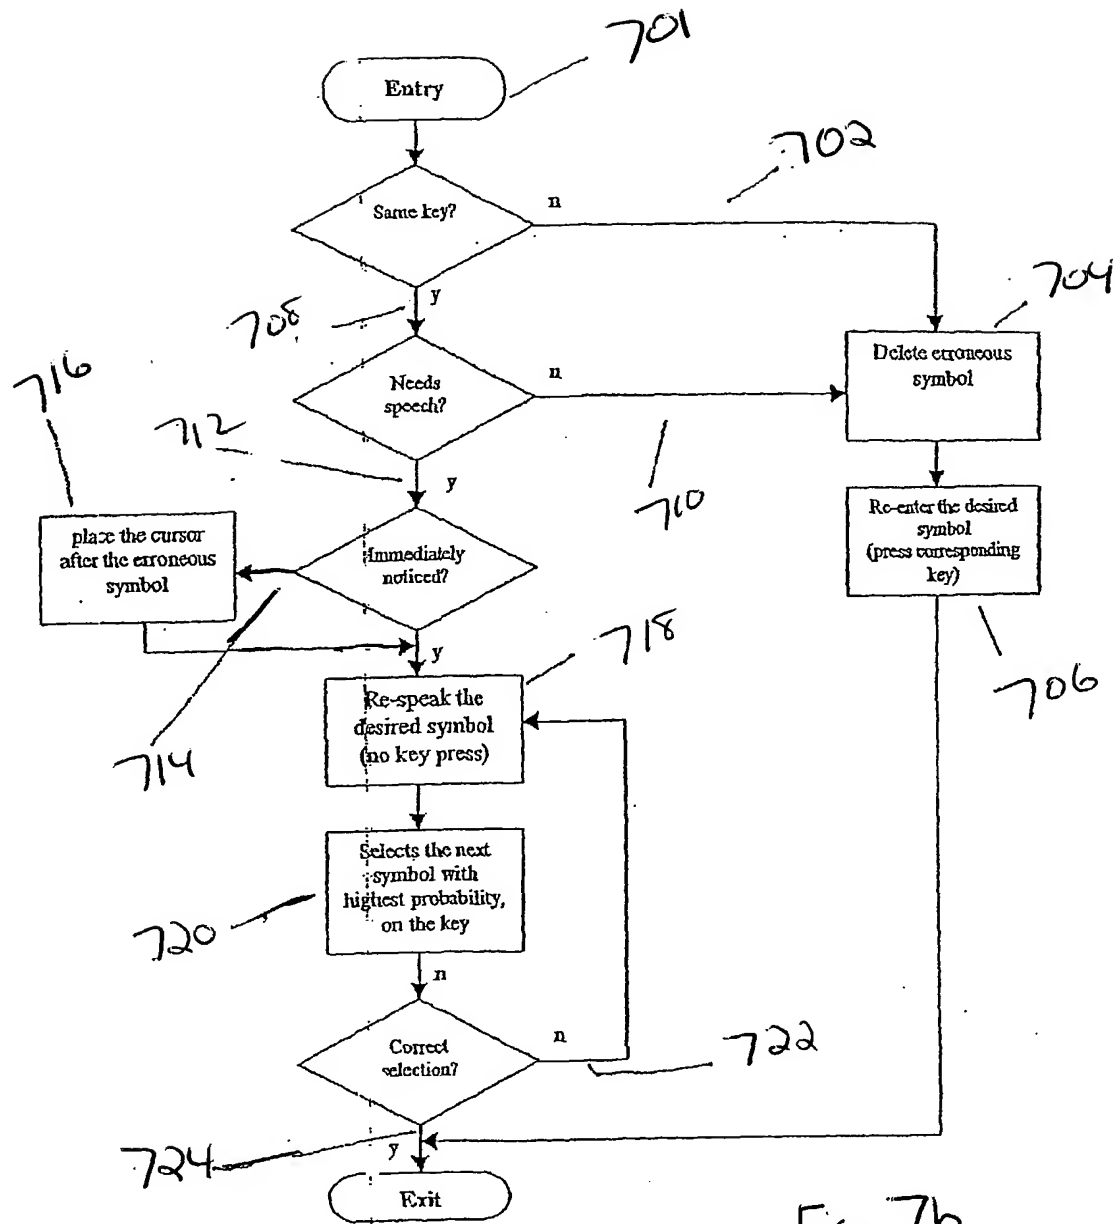 701
Entry
702
Same key?
n
704
y
708
Delete erroneous
symbol
716
Needs
speech?
n
712
y
710
Re-enter the desired
symbol
(press corresponding
key)
place the cursor
after the erroneous
symbol
Immediately
noticed?
718
y
706
Re-speak the
desired symbol
(no key press)
714
Selects the next
symbol with
highest probability,
on the key
720
n
Correct
selection?
n
722
724
y
Exit
Fig 7b